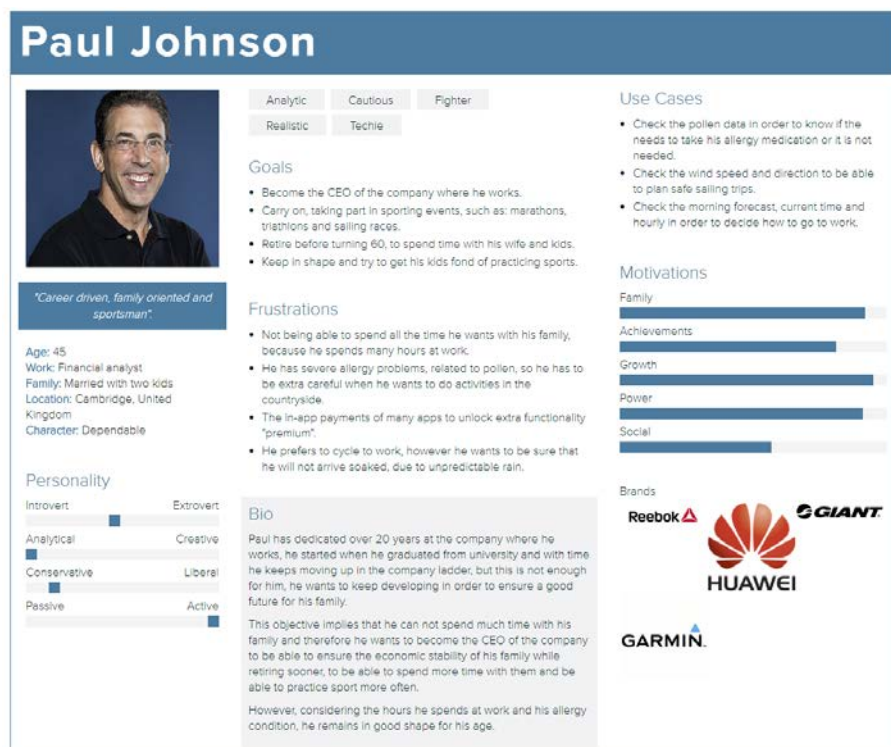 Paul Johnson
"Career driven, family oriented and
sportsman".
Age: 45
Work: Financial analyst
Family: Married with two kids
Location: Cambridge, United
Kingdom
Character: Dependable
Personality
Introvert Extrovert
Analytical Creative
Conservative Liberal
Passive Active
Analytic Cautious Fighter
Realistic Techie
Goals
• Become the CEO of the company where he works.
• Carry on, taking part in sporting events, such as: marathons,
triathlons and sailing races.
• Retire before turning 60, to spend time with his wife and kids.
• Keep in shape and try to get his kids fond of practicing sports.
Frustrations
• Not being able to spend all the time he wants with his family,
because he spends many hours at work.
• He has severe allergy problems, related to pollen, so he has to
be extra careful when he wants to do activities in the
countryside.
• The in-app payments of many apps to unlock extra functionality
"premium".
• He prefers to cycle to work, however he wants to be sure that
he will not arrive soaked, due to unpredictable rain.
Bio
Paul has dedicated over 20 years at the company where he
works, he started when he graduated from university and with time
he keeps moving up in the company ladder, but this is not enough
for him, he wants to keep developing in order to ensure a good
future for his family.
This objective implies that he can not spend much time with his
family and therefore he wants to become the CEO of the company
to be able to ensure the economic stability of his family while
retiring sooner, to be able to spend more time with them and be
able to practice sport more often.
However, considering the hours he spends at work and his allergy
condition, he remains in good shape for his age.
Use Cases
• Check the pollen data in order to know if the
needs to take his allergy medication or it is not
needed.
• Check the wind speed and direction to be able
to plan safe sailing trips.
• Check the morning forecast, current time and
hourly in order to decide how to go to work.
Motivations
Family
Achievements
Growth
Power
Social
Brands
Reebok
HUAWEI
GIANT
GARMIN